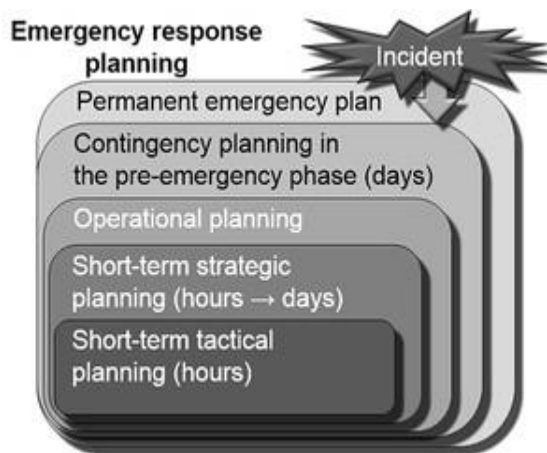 Emergency response
planning
Incident
Permanent emergency plan
Contingency planning in
the pre-emergency phase (days)
Operational planning
Short-term strategic
planning (hours → days)
Short-term tactical
planning (hours)